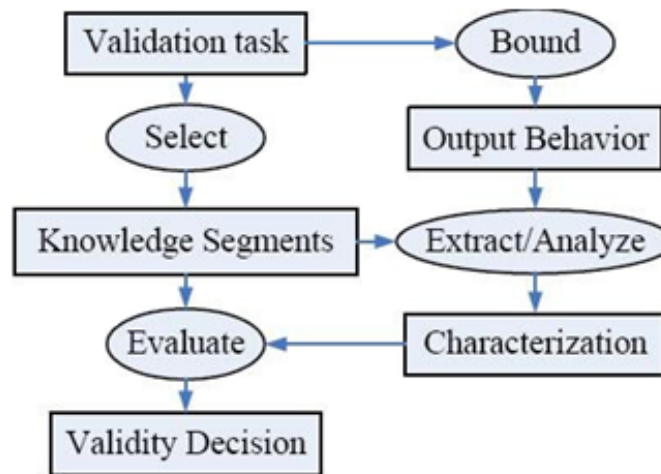 Validation task
Bound
Select
Output Behavior
Knowledge Segments
Extract/Analyze
Evaluate
Characterization
Validity Decision